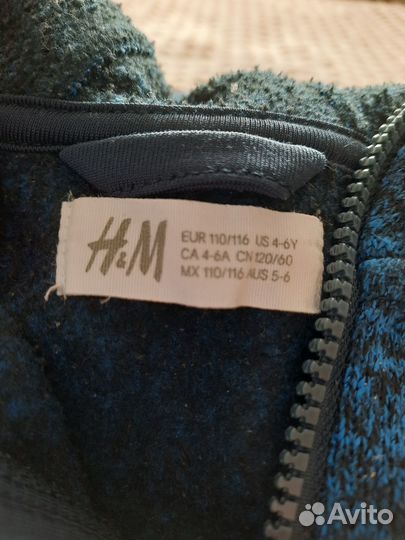 H&M
EUR 110/116 US 4-6Y
CA 4-6A CN 120/60
MX 110/116 AUS 5-6
Avito